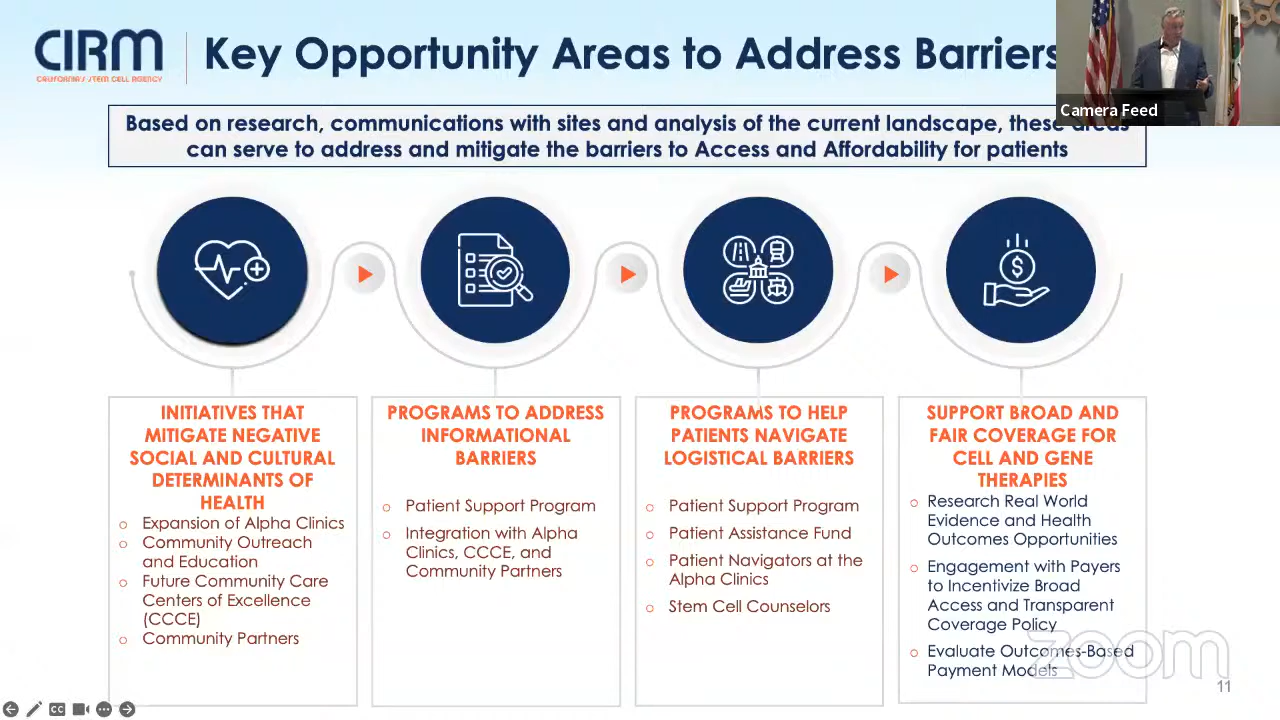 CIRM
CALIFORNIA'S STEM CELL AGENCY
Key Opportunity Areas to Address Barriers
Camera Feed
Based on research, communications with sites and analysis of the current landscape, these areas
can serve to address and mitigate the barriers to Access and Affordability for patients
$
INITIATIVES THAT
MITIGATE NEGATIVE
SOCIAL AND CULTURAL
DETERMINANTS OF
HEALTH
○ Expansion of Alpha Clinics
○ Community Outreach
and Education
○ Future Community Care
Centers of Excellence
(CCCE)
○ Community Partners
PROGRAMS TO ADDRESS
INFORMATIONAL
BARRIERS
○ Patient Support Program
○ Integration with Alpha
Clinics, CCCE, and
Community Partners
PROGRAMS TO HELP
PATIENTS NAVIGATE
LOGISTICAL BARRIERS
○ Patient Support Program
○ Patient Assistance Fund
○ Patient Navigators at the
Alpha Clinics
○ Stem Cell Counselors
SUPPORT BROAD AND
FAIR COVERAGE FOR
CELL AND GENE
THERAPIES
○ Research Real World
Evidence and Health
Outcomes Opportunities
○ Engagement with Payers
to Incentivize Broad
Access and Transparent
Coverage Policy
○ Evaluate Outcomes-Based
Payment Models
zoom
11
CC